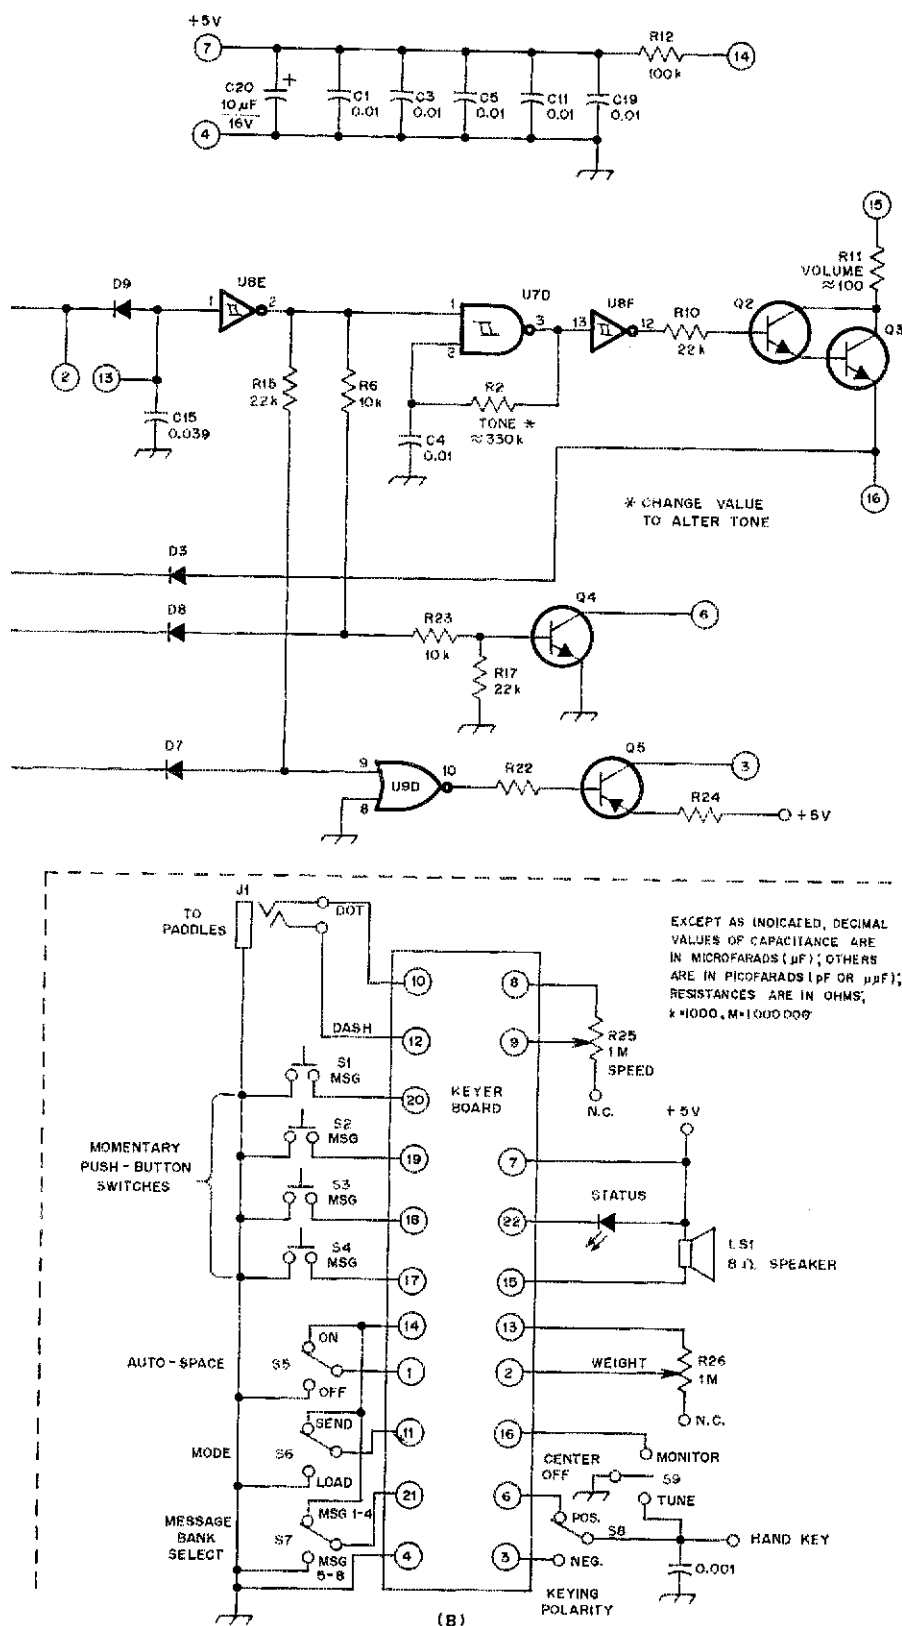 +5V
7
R12
14
100k
C20
+
10µF
16V
C1
0.01
C3
0.01
C5
0.01
C11
0.01
C19
0.01
4
15
R11
VOLUME
≈100
D9
U8E
1
2
U7D
1
3
2
U8F
13
12
R10
22k
Q2
Q3
2
13
R15
22k
R6
10k
R2
TONE *
≈330k
C15
0.039
C4
0.01
16
* CHANGE VALUE
TO ALTER TONE
D3
D8
R23
10k
Q4
6
R17
22k
D7
9
U9D
8
10
R22
Q5
3
R24
+5V
J1
TO
PADDLES
DOT
DASH
EXCEPT AS INDICATED, DECIMAL
VALUES OF CAPACITANCE ARE
IN MICROFARADS (µF); OTHERS
ARE IN PICOFARADS (pF OR µµF);
RESISTANCES ARE IN OHMS;
k=1000, M=1000 000
10
8
12
9
R25
1M
SPEED
S1
MSG
20
KEYER
BOARD
N.C.
+5V
S2
MSG
19
7
MOMENTARY
PUSH-BUTTON
SWITCHES
S3
MSG
18
22
STATUS
S4
MSG
17
15
LS1
8 Ω SPEAKER
14
13
ON
AUTO-SPACE
S5
OFF
1
2
WEIGHT
R26
1M
N.C.
SEND
MODE
S6
LOAD
11
16
MONITOR
CENTER
OFF
S9
TUNE
MSG 1-4
MESSAGE
BANK
SELECT
S7
MSG
5-8
21
6
POS.
S8
HAND KEY
4
3
NEG.
0.001
KEYING
POLARITY
(B)